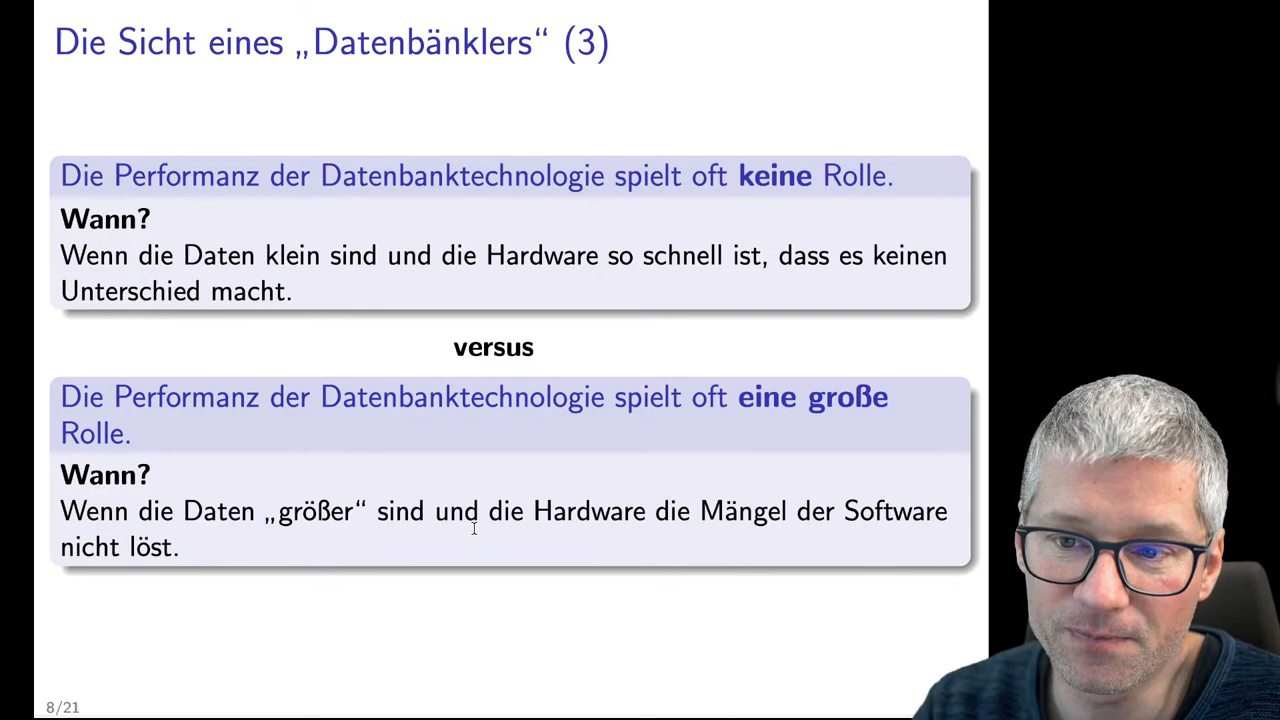 Die Sicht eines „Datenbänklers“ (3)
Die Performanz der Datenbanktechnologie spielt oft keine Rolle.
Wann?
Wenn die Daten klein sind und die Hardware so schnell ist, dass es keinen
Unterschied macht.
versus
Die Performanz der Datenbanktechnologie spielt oft eine große
Rolle.
Wann?
Wenn die Daten „größer“ sind und die Hardware die Mängel der Software
nicht löst.
8/21